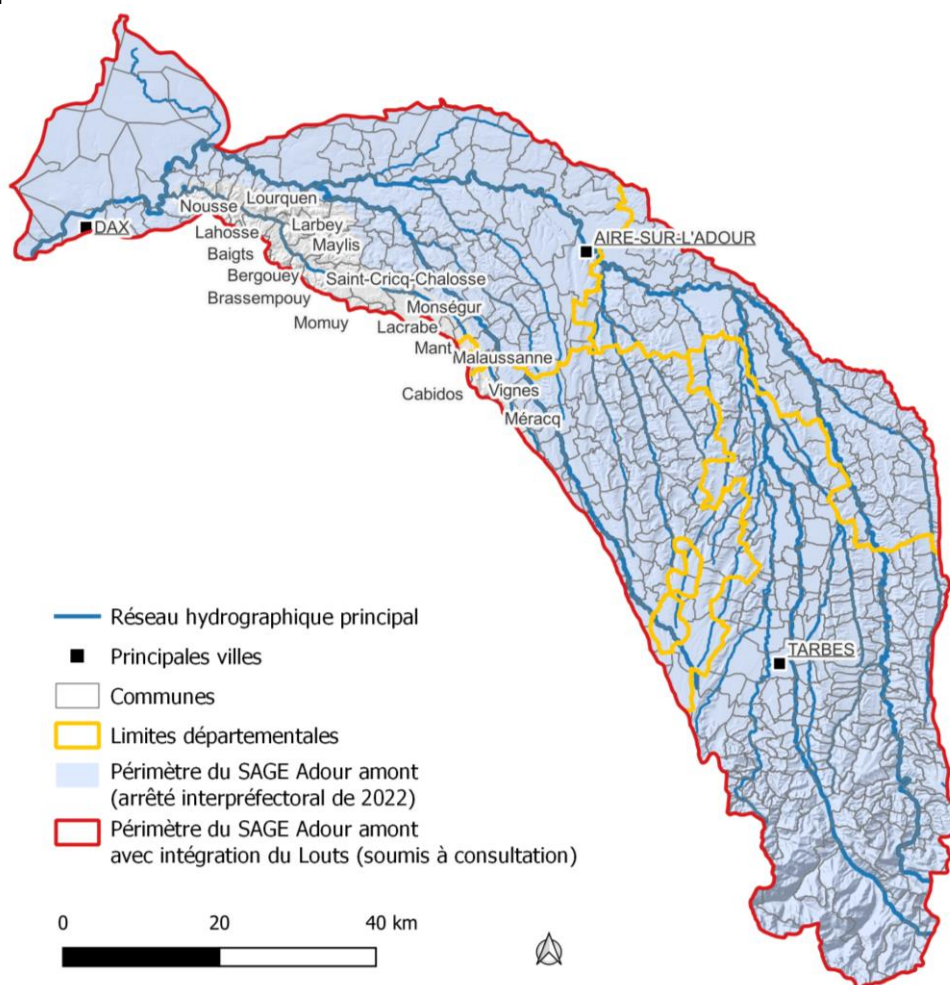 Nousse
Lourquen
DAX
Lahosse
Larbey
AIRE-SUR-L'ADOUR
Baigts
Maylis
Bergouey
Saint-Cricq-Chalosse
Brassempouy
Monségur
Momuy
Lacrabe
Mant
Malaussanne
Cabidos
Vignes
Méracq
Réseau hydrographique principal
Principales villes
TARBES
Communes
Limites départementales
Périmètre du SAGE Adour amont
(arrêté interpréfectoral de 2022)
Périmètre du SAGE Adour amont
avec intégration du Louts (soumis à consultation)
0 20 40 km